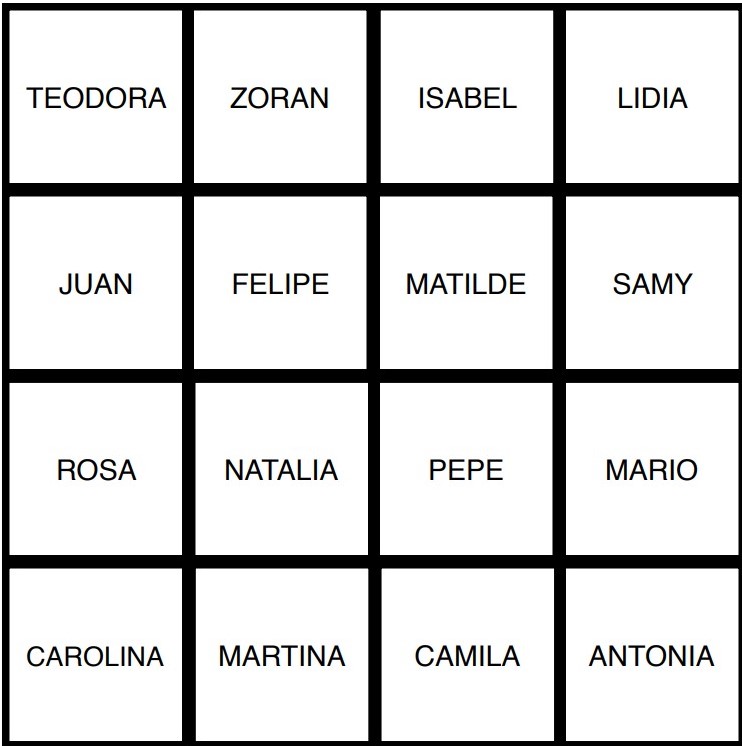 TEODORA ZORAN ISABEL LIDIA
JUAN FELIPE MATILDE SAMY
ROSA NATALIA PEPE MARIO
CAROLINA MARTINA CAMILA ANTONIA